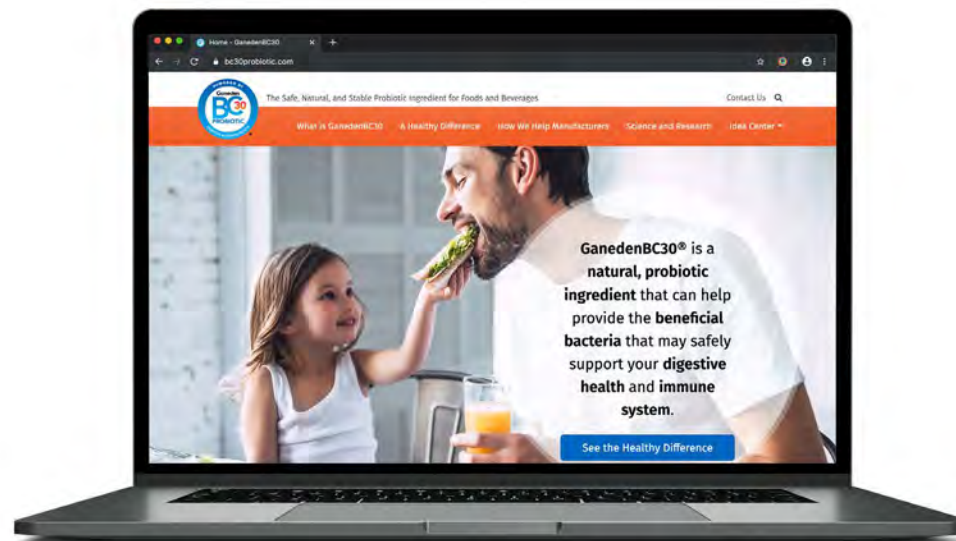 Home - GanedenBC30
bc30probiotic.com
POWERED BY
Ganeden
BC30
PROBIOTIC
The Safe, Natural, and Stable Probiotic Ingredient for Foods and Beverages
Contact Us
What is GanedenBC30 A Healthy Difference How We Help Manufacturers Science and Research Idea Center
GanedenBC30® is a
natural, probiotic
ingredient that can help
provide the beneficial
bacteria that may safely
support your digestive
health and immune
system.
See the Healthy Difference